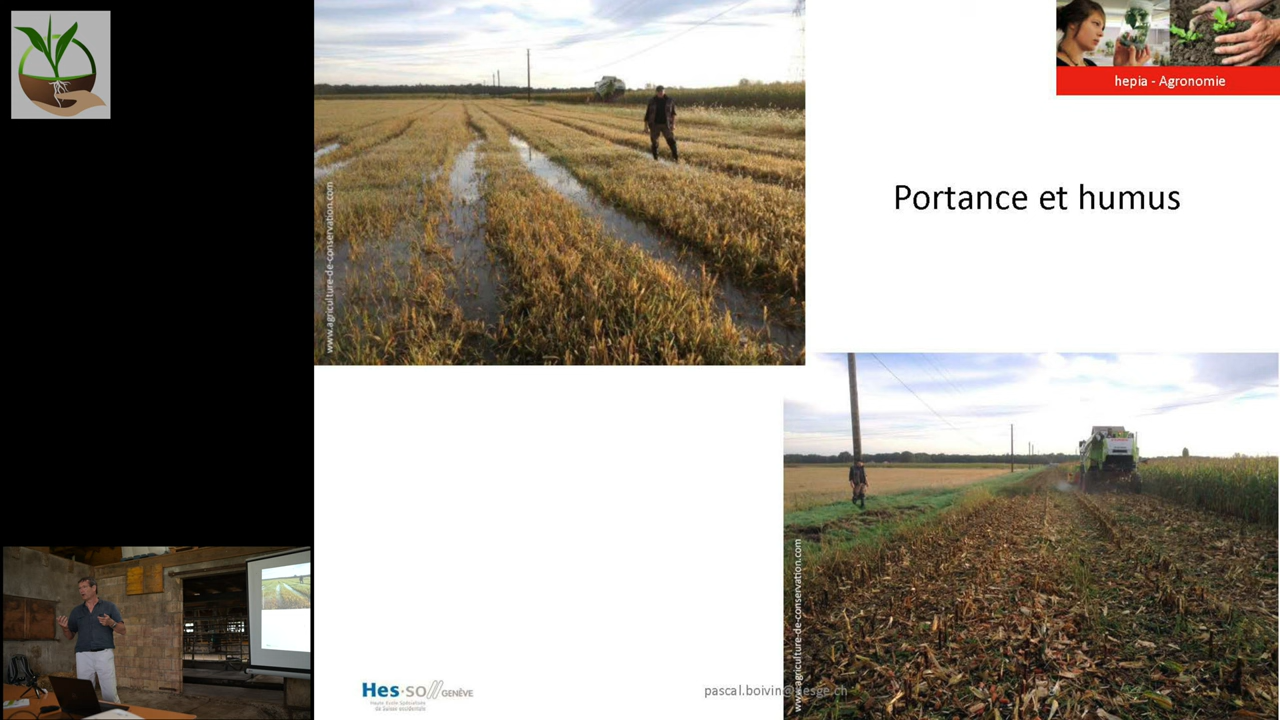 hepia - Agronomie
Portance et humus
www.agriculture-de-conservation.com
www.agriculture-de-conservation.com
Hes·so// GENÈVE
Haute Ecole Spécialisée
de Suisse occidentale
pascal.boivin@hesge.ch